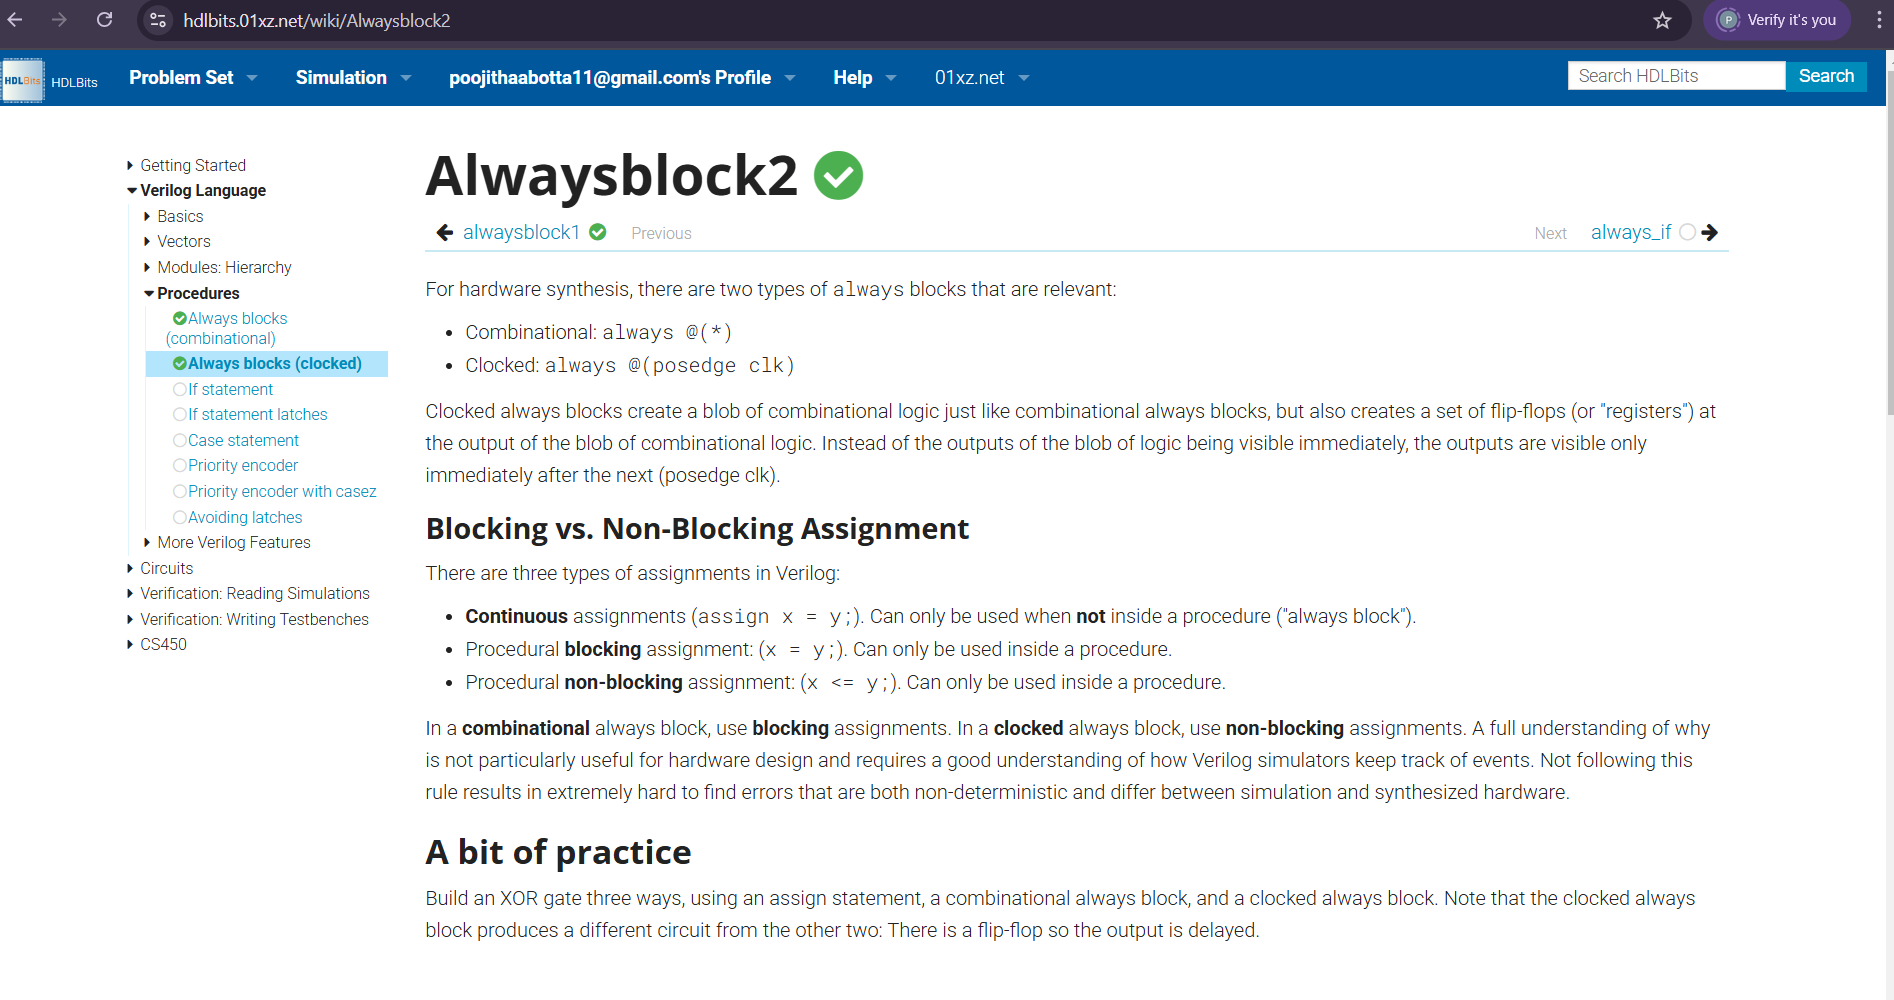 hdlbits.01xz.net/wiki/Alwaysblock2
P
Verify it's you
HDLBits
HDLBits
Problem Set
Simulation
poojithaabotta11@gmail.com's Profile
Help
01xz.net
Search HDLBits
Search
Getting Started
Verilog Language
Basics
Vectors
Modules: Hierarchy
Procedures
Always blocks
(combinational)
Always blocks (clocked)
If statement
If statement latches
Case statement
Priority encoder
Priority encoder with casez
Avoiding latches
More Verilog Features
Circuits
Verification: Reading Simulations
Verification: Writing Testbenches
CS450
Alwaysblock2
alwaysblock1
Previous
Next
always_if
For hardware synthesis, there are two types of always blocks that are relevant:
• Combinational: always @(*)
• Clocked: always @(posedge clk)
Clocked always blocks create a blob of combinational logic just like combinational always blocks, but also creates a set of flip-flops (or "registers") at
the output of the blob of combinational logic. Instead of the outputs of the blob of logic being visible immediately, the outputs are visible only
immediately after the next (posedge clk).
Blocking vs. Non-Blocking Assignment
There are three types of assignments in Verilog:
• Continuous assignments (assign x = y;). Can only be used when not inside a procedure ("always block").
• Procedural blocking assignment: (x = y;). Can only be used inside a procedure.
• Procedural non-blocking assignment: (x <= y;). Can only be used inside a procedure.
In a combinational always block, use blocking assignments. In a clocked always block, use non-blocking assignments. A full understanding of why
is not particularly useful for hardware design and requires a good understanding of how Verilog simulators keep track of events. Not following this
rule results in extremely hard to find errors that are both non-deterministic and differ between simulation and synthesized hardware.
A bit of practice
Build an XOR gate three ways, using an assign statement, a combinational always block, and a clocked always block. Note that the clocked always
block produces a different circuit from the other two: There is a flip-flop so the output is delayed.